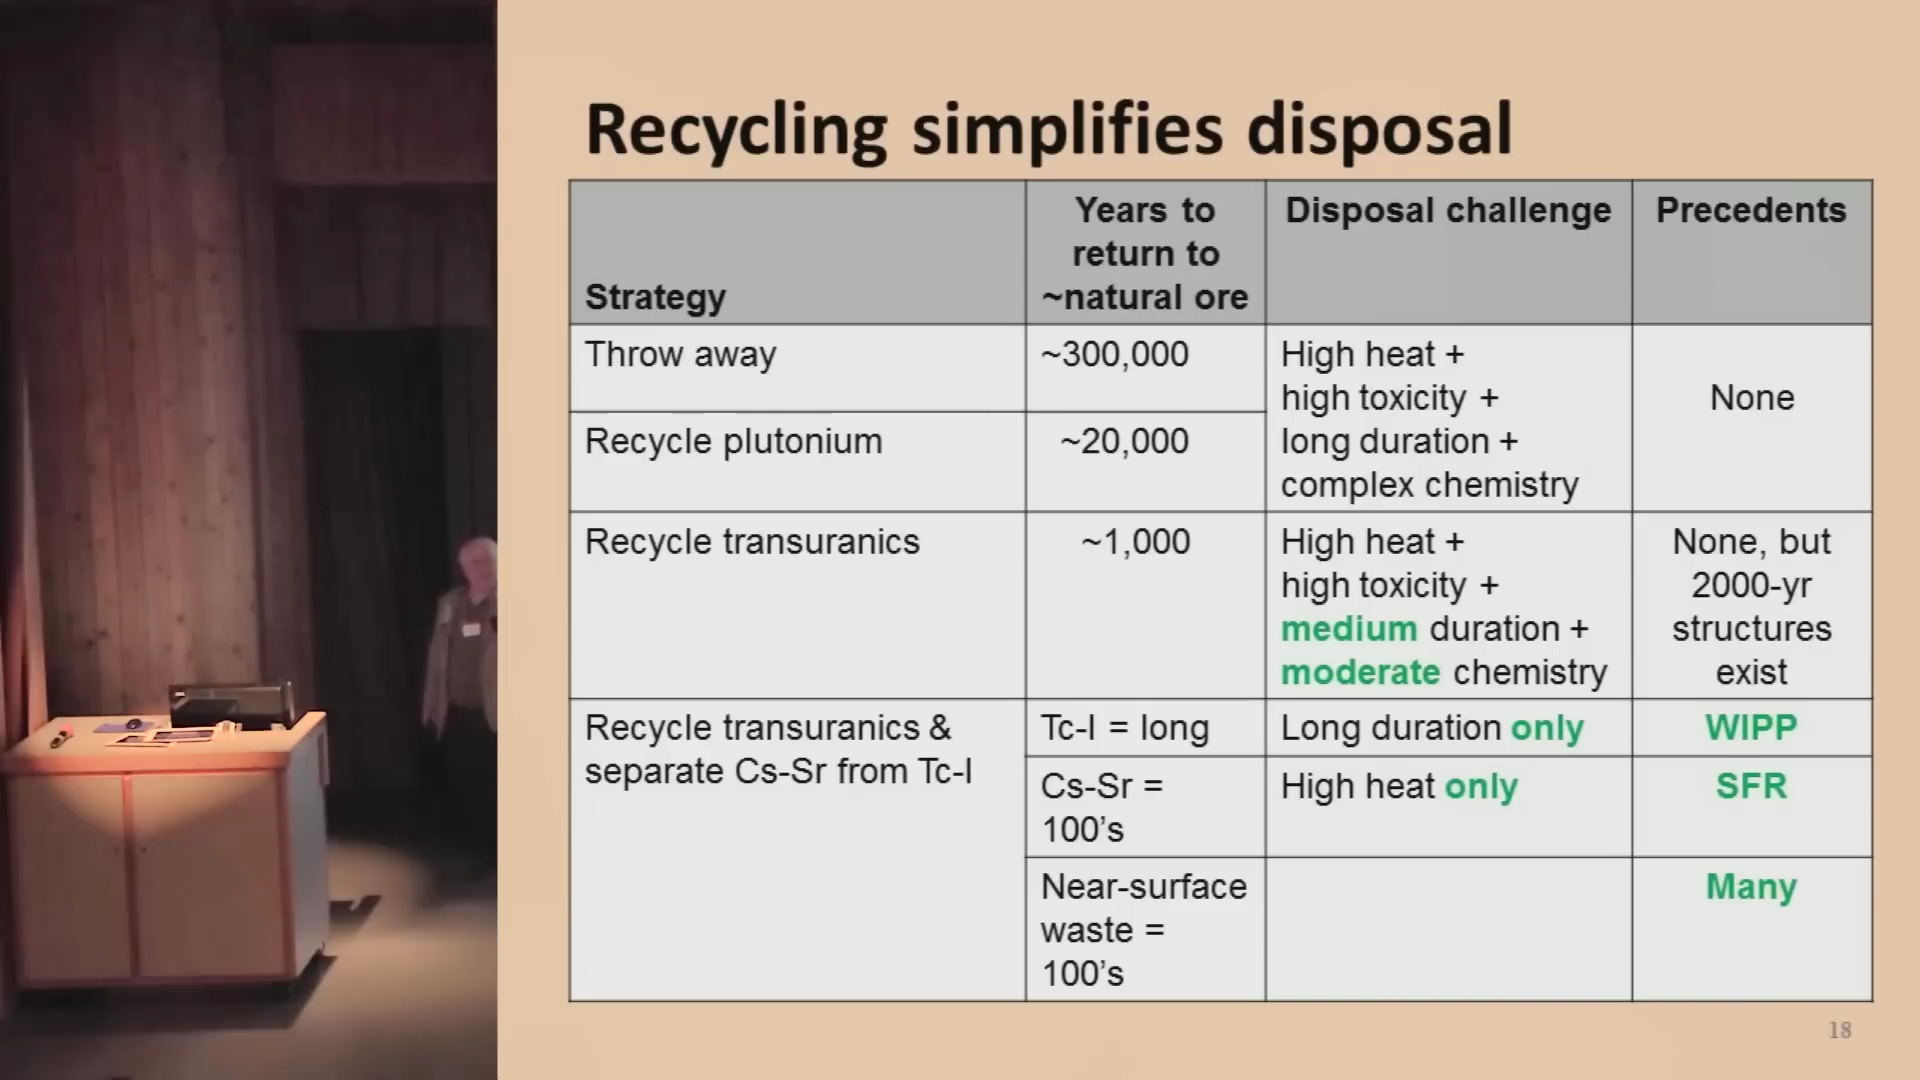 Recycling simplifies disposal
Strategy
Years to
return to
~natural ore
Disposal challenge
Precedents
Throw away
~300,000
High heat +
high toxicity +
long duration +
complex chemistry
None
Recycle plutonium
~20,000
Recycle transuranics
~1,000
High heat +
high toxicity +
medium duration +
moderate chemistry
None, but
2000-yr
structures
exist
Recycle transuranics &
separate Cs-Sr from Tc-I
Tc-I = long
Long duration only
WIPP
Cs-Sr =
100's
High heat only
SFR
Near-surface
waste =
100's
Many
18